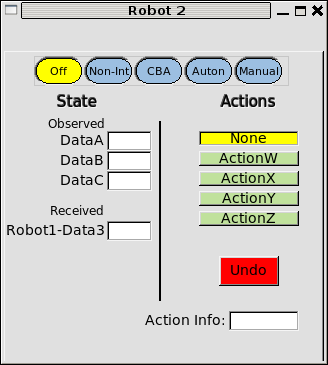 Robot 2
Off Non-Int CBA Auton Manual
State
Actions
Observed
DataA
DataB
DataC
Received
Robot1-Data3
None
ActionW
ActionX
ActionY
ActionZ
Undo
Action Info: